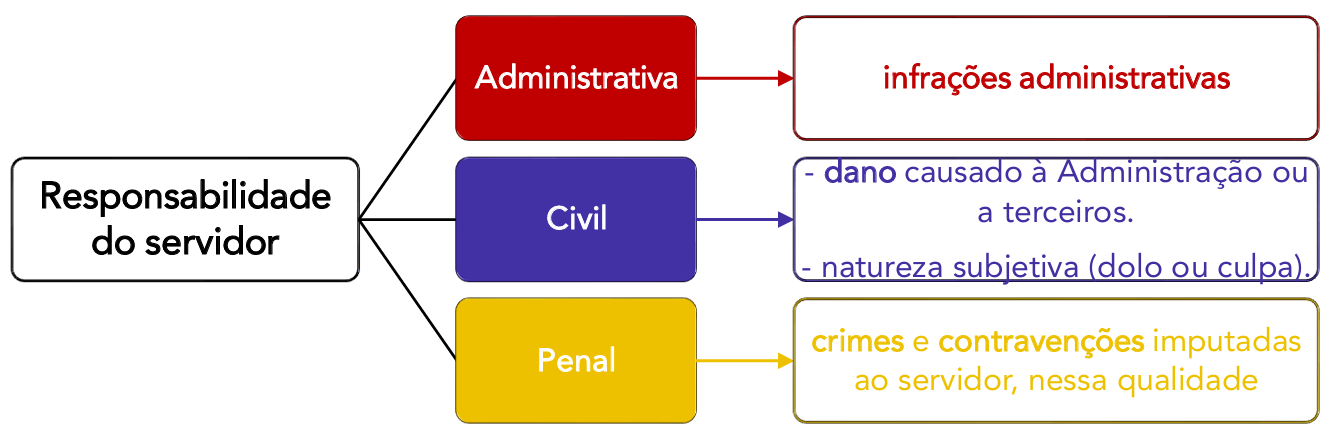 Responsabilidade
do servidor
Administrativa
infrações administrativas
Civil
- dano causado à Administração ou
a terceiros.
- natureza subjetiva (dolo ou culpa).
Penal
crimes e contravenções imputadas
ao servidor, nessa qualidade